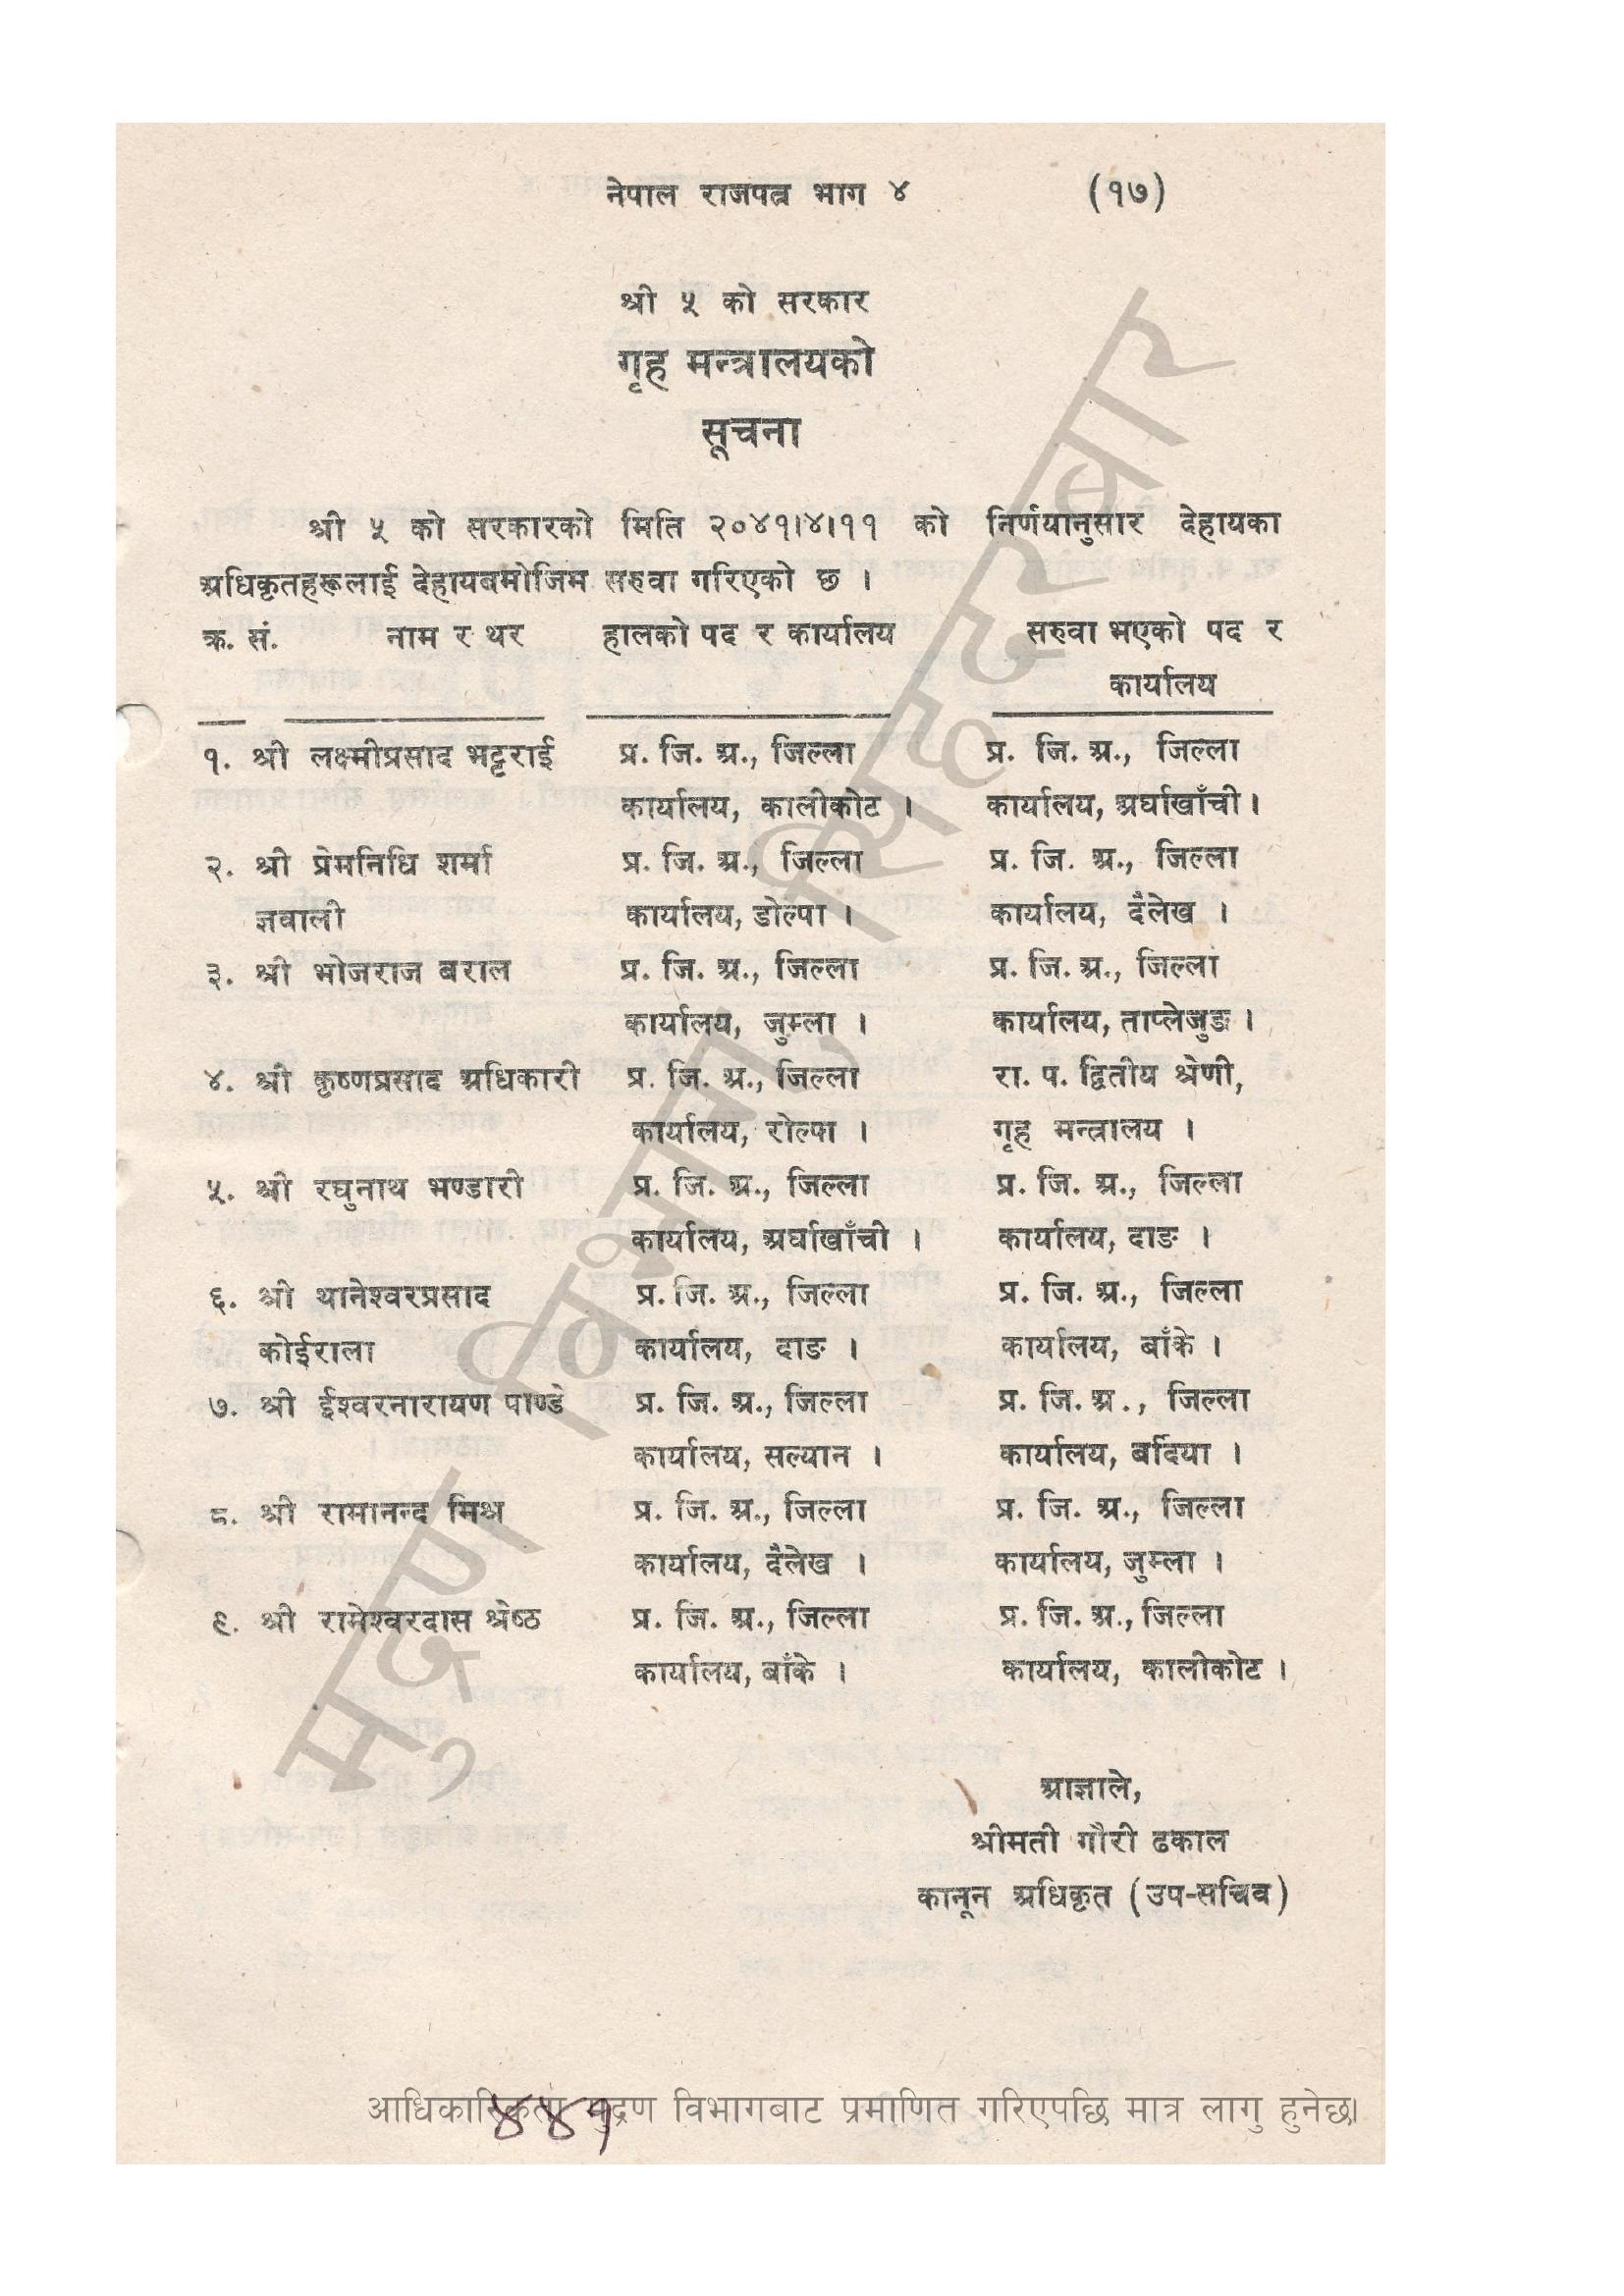 नेपाल राजपत्र भाग ४ (१७)
श्री ५ को सरकार
गृह मन्त्रालयको
सूचना
श्री ५ को सरकारको मिति २०४१।४।११ को निर्णयानुसार देहायका
अधिकृतहरूलाई देहायबमोजिम सरुवा गरिएको छ ।
क्र. सं. नाम र थर हालको पद र कार्यालय सरुवा भएको पद र
कार्यालय
१. श्री लक्ष्मीप्रसाद भट्टराई प्र. जि. अ., जिल्ला प्र. जि. अ., जिल्ला
कार्यालय, कालीकोट । कार्यालय, अर्घाखाँची ।
२. श्री प्रेमनिधि शर्मा प्र. जि. अ., जिल्ला प्र. जि. अ., जिल्ला
ज्ञवाली कार्यालय, डोल्पा । कार्यालय, दैलेख ।
३. श्री भोजराज बराल प्र. जि. अ., जिल्ला प्र. जि. अ., जिल्ला
कार्यालय, जुम्ला । कार्यालय, ताप्लेजुङ ।
४. श्री कृष्णप्रसाद अधिकारी प्र. जि. अ., जिल्ला रा. प. द्वितीय श्रेणी,
कार्यालय, रोल्पा । गृह मन्त्रालय ।
५. श्री रघुनाथ भण्डारी प्र. जि. अ., जिल्ला प्र. जि. अ., जिल्ला
कार्यालय, अर्घाखाँची । कार्यालय, दाङ ।
६. श्री थानेश्वरप्रसाद प्र. जि. अ., जिल्ला प्र. जि. अ., जिल्ला
कोईराला कार्यालय, दाङ । कार्यालय, बाँके ।
७. श्री ईश्वरनारायण पाण्डे प्र. जि. अ., जिल्ला प्र. जि. अ., जिल्ला
कार्यालय, सल्यान । कार्यालय, बर्दिया ।
८. श्री रामानन्द मिश्र प्र. जि. अ., जिल्ला प्र. जि. अ., जिल्ला
कार्यालय, दैलेख । कार्यालय, जुम्ला ।
९. श्री रामेश्वरदास श्रेष्ठ प्र. जि. अ., जिल्ला प्र. जि. अ., जिल्ला
कार्यालय, बाँके । कार्यालय, कालीकोट ।
आज्ञाले,
श्रीमती गौरी ढकाल
कानून अधिकृत (उप-सचिव)
मुद्रण विभाग, सिंहदरबार
आधिकारिकता मुद्रण विभागबाट प्रमाणित गरिएपछि मात्र लागु हुनेछ।
४४१